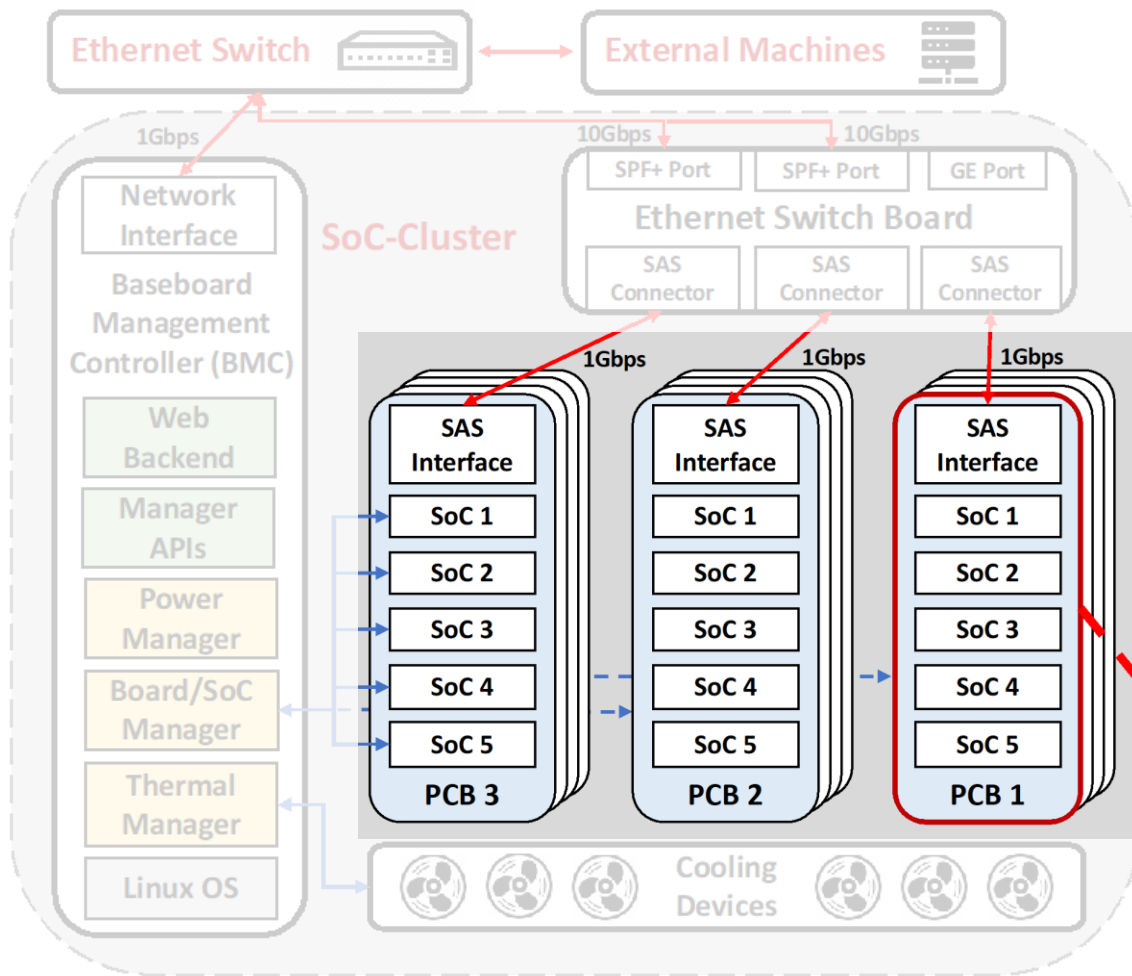 Ethernet Switch
External Machines
1Gbps
10Gbps
10Gbps
SPF+ Port
SPF+ Port
GE Port
Ethernet Switch Board
SAS
Connector
SAS
Connector
SAS
Connector
SoC-Cluster
Network
Interface
Baseboard
Management
Controller (BMC)
Web
Backend
Manager
APIs
Power
Manager
Board/SoC
Manager
Thermal
Manager
Linux OS
1Gbps
SAS
Interface
SoC 1
SoC 2
SoC 3
SoC 4
SoC 5
PCB 3
1Gbps
SAS
Interface
SoC 1
SoC 2
SoC 3
SoC 4
SoC 5
PCB 2
1Gbps
SAS
Interface
SoC 1
SoC 2
SoC 3
SoC 4
SoC 5
PCB 1
Cooling
Devices